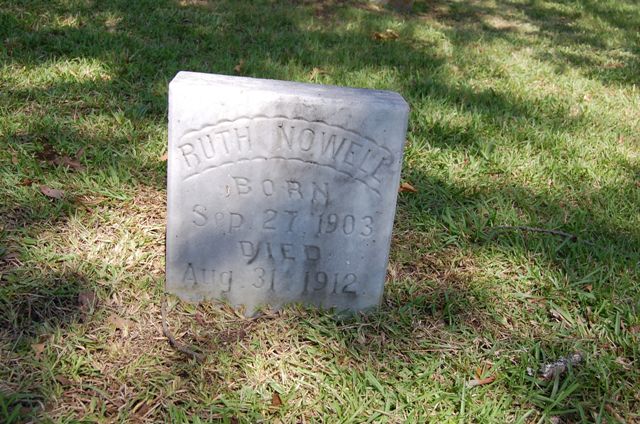 RUTH NOWELL
BORN
Sep. 27, 1903
DIED
Aug. 31, 1912